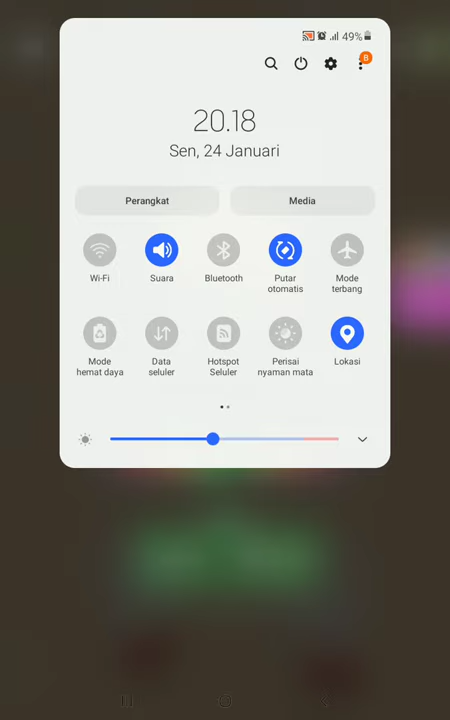 49%
B
20.18
Sen, 24 Januari
Perangkat
Media
Wi-Fi
Suara
Bluetooth
Putar
otomatis
Mode
terbang
Mode
hemat daya
Data
seluler
Hotspot
Seluler
Perisai
nyaman mata
Lokasi